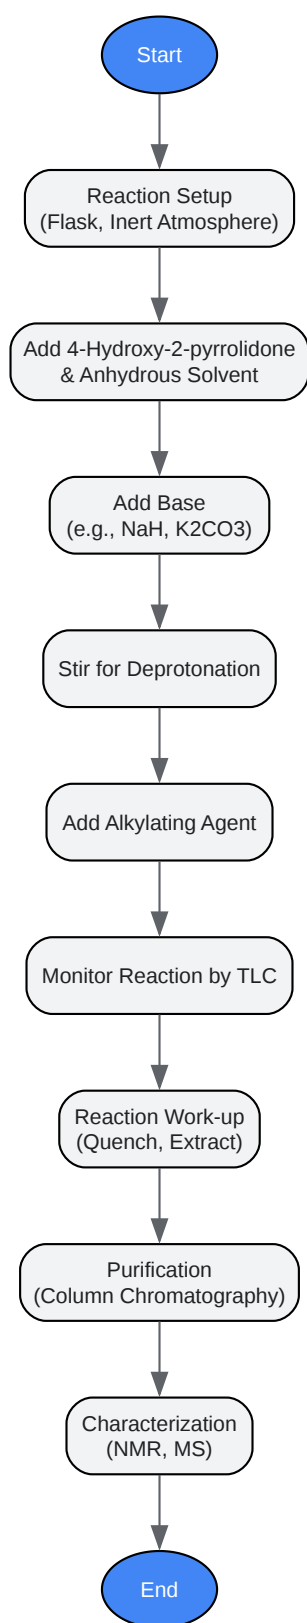 Start
Reaction Setup
(Flask, Inert Atmosphere)
Add 4-Hydroxy-2-pyrrolidone
& Anhydrous Solvent
Add Base
(e.g., NaH, K2CO3)
Stir for Deprotonation
Add Alkylating Agent
Monitor Reaction by TLC
Reaction Work-up
(Quench, Extract)
Purification
(Column Chromatography)
Characterization
(NMR, MS)
End